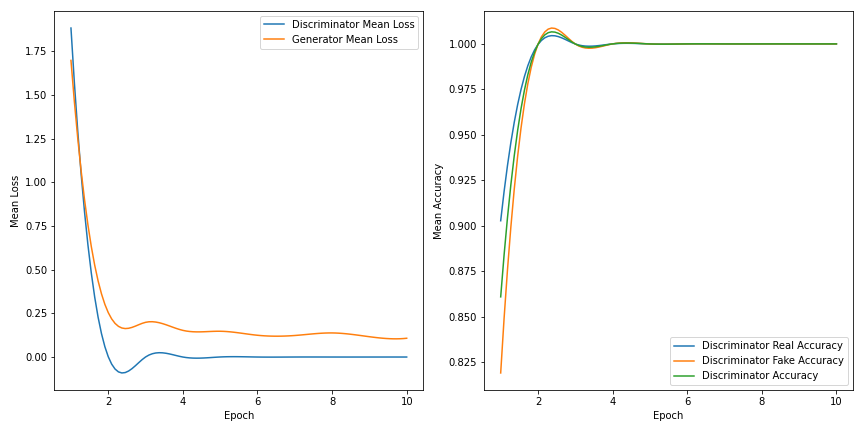 Discriminator Mean Loss
Generator Mean Loss
1.75
1.50
1.25
1.00
0.75
0.50
0.25
0.00
Mean Loss
2
4
6
8
10
Epoch
1.000
0.975
0.950
0.925
0.900
0.875
0.850
0.825
Mean Accuracy
Discriminator Real Accuracy
Discriminator Fake Accuracy
Discriminator Accuracy
2
4
6
8
10
Epoch